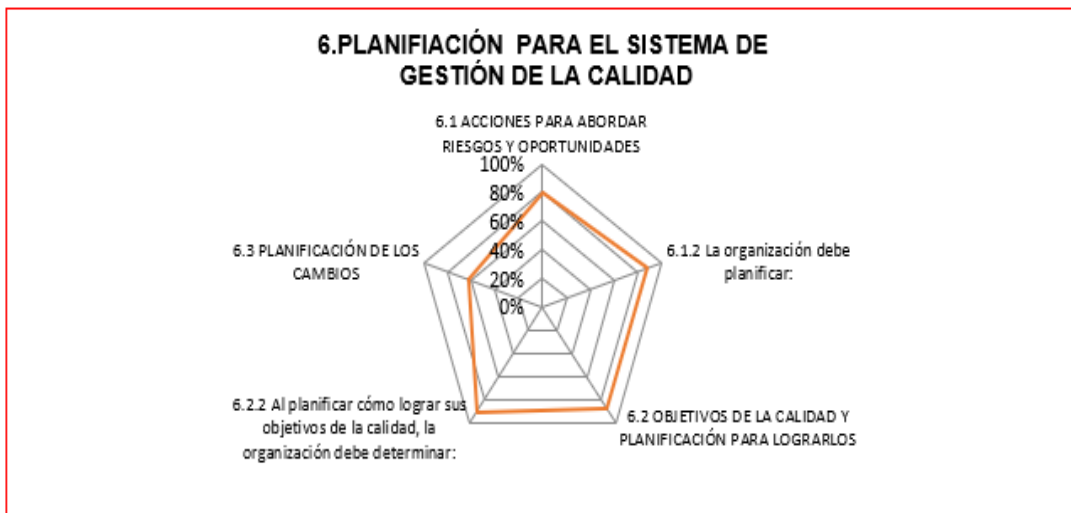 6.PLANIFIACIÓN PARA EL SISTEMA DE
GESTIÓN DE LA CALIDAD
6.1 ACCIONES PARA ABORDAR
RIESGOS Y OPORTUNIDADES
100%
80%
60%
40%
20%
0%
6.1.2 La organización debe
planificar:
6.2 OBJETIVOS DE LA CALIDAD Y
PLANIFICACIÓN PARA LOGRARLOS
6.2.2 Al planificar cómo lograr sus
objetivos de la calidad, la
organización debe determinar:
6.3 PLANIFICACIÓN DE LOS
CAMBIOS